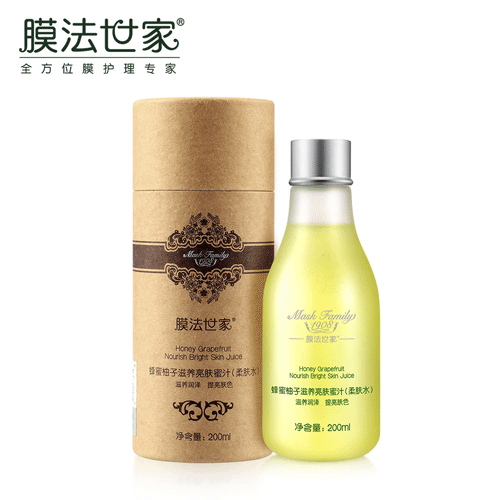 膜法世家®
全方位膜护理专家
Mask Family
1908
膜法世家®
Honey Grapefruit
Nourish Bright Skin Juice
蜂蜜柚子滋养亮肤蜜汁(柔肤水)
滋养润泽 提亮肤色
净含量: 200ml
Mask Family
1908
膜法世家
Honey Grapefruit
Nourish Bright Skin Juice
蜂蜜柚子滋养亮肤蜜汁(柔肤水)
滋养润泽 提亮肤色
净含量: 200ml